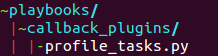 ~playbooks/
|~callback_plugins/
| |-profile_tasks.py